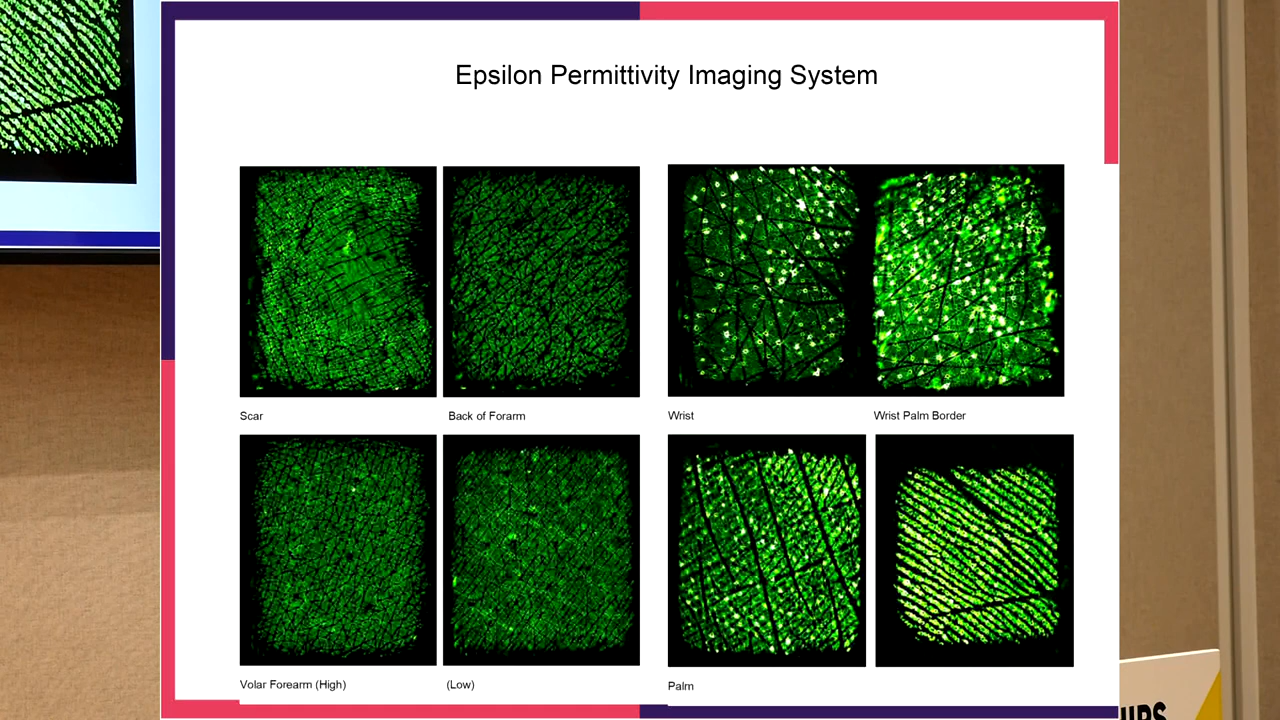 Epsilon Permittivity Imaging System
Scar
Back of Forarm
Wrist
Wrist Palm Border
Volar Forearm (High)
(Low)
Palm